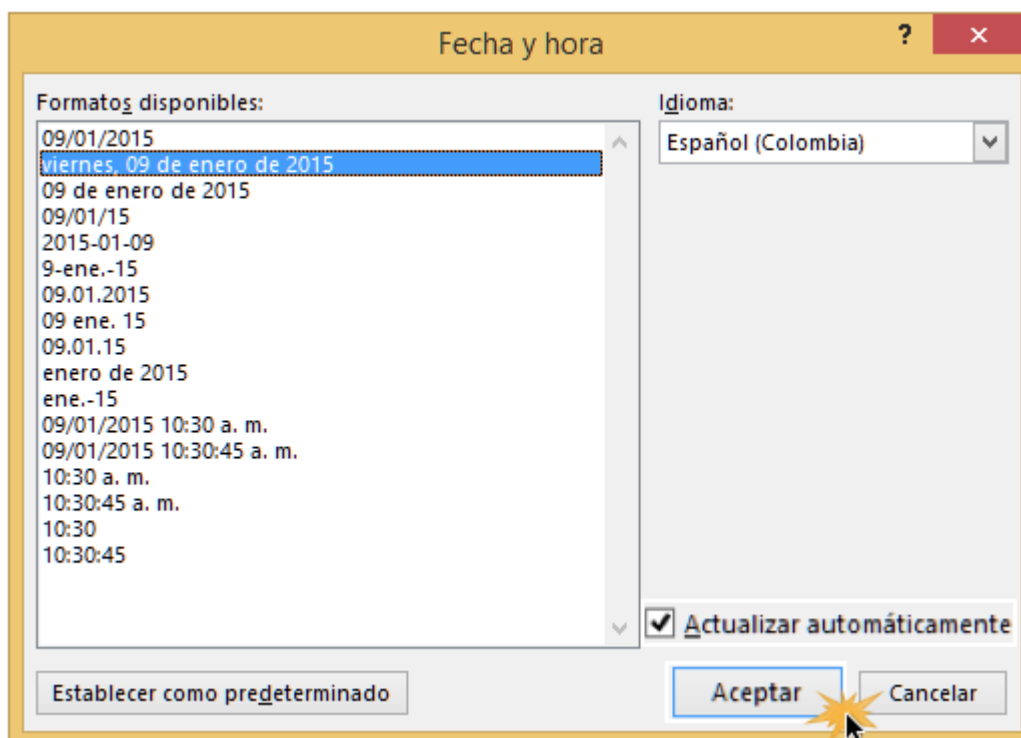 Fecha y hora
?
Formatos disponibles:
Idioma:
09/01/2015
viernes, 09 de enero de 2015
09 de enero de 2015
09/01/15
2015-01-09
9-ene.-15
09.01.2015
09 ene. 15
09.01.15
enero de 2015
ene.-15
09/01/2015 10:30 a. m.
09/01/2015 10:30:45 a. m.
10:30 a. m.
10:30:45 a. m.
10:30
10:30:45
Español (Colombia)
Actualizar automáticamente
Establecer como predeterminado
Aceptar
Cancelar